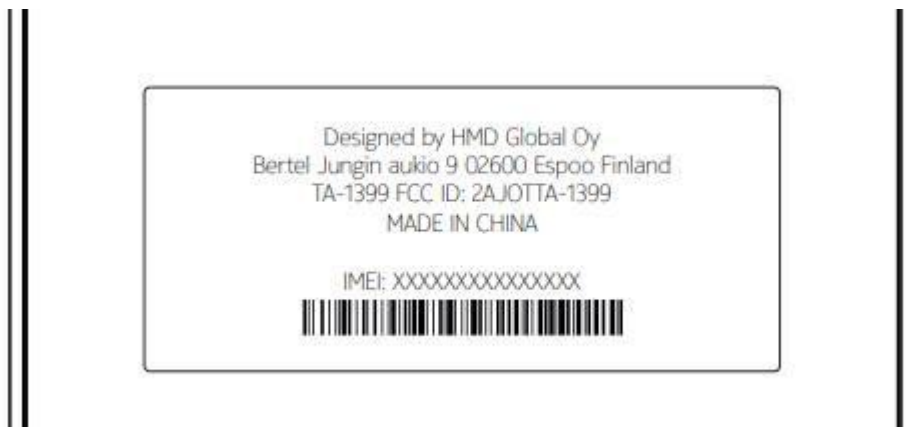 Designed by HMD Global Oy
Bertel Jungin aukio 9 02600 Espoo Finland
TA-1399 FCC ID: 2AJOTTA-1399
MADE IN CHINA
IMEI: XXXXXXXXXXXXXXX